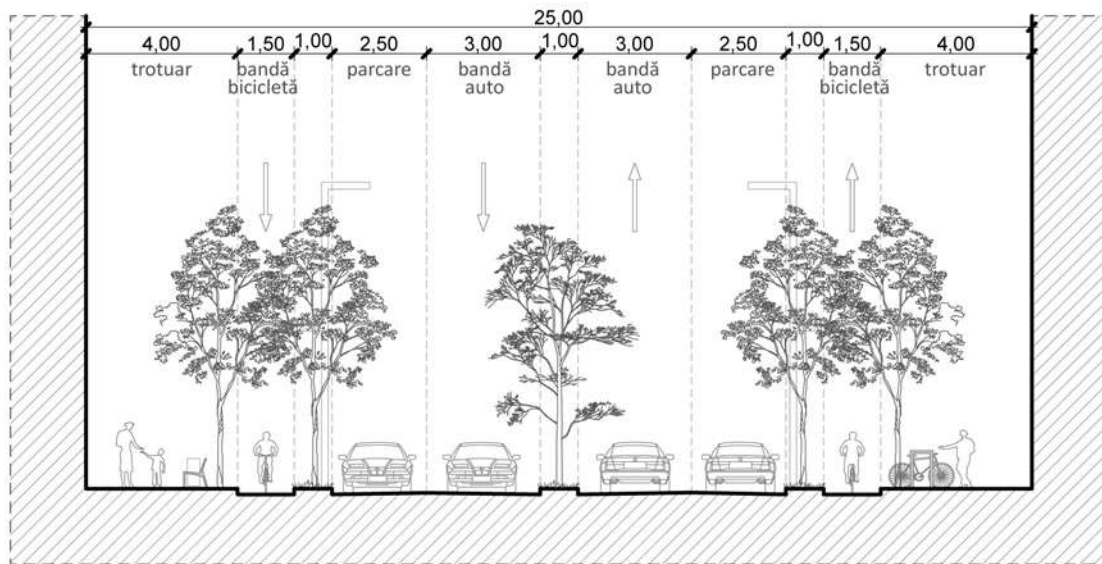 25,00
4,00 1,50 1,00 2,50 3,00 1,00 3,00 2,50 1,00 1,50 4,00
trotuar bandă parcare bandă bandă parcare bandă trotuar
bicicletă auto auto bicicletă